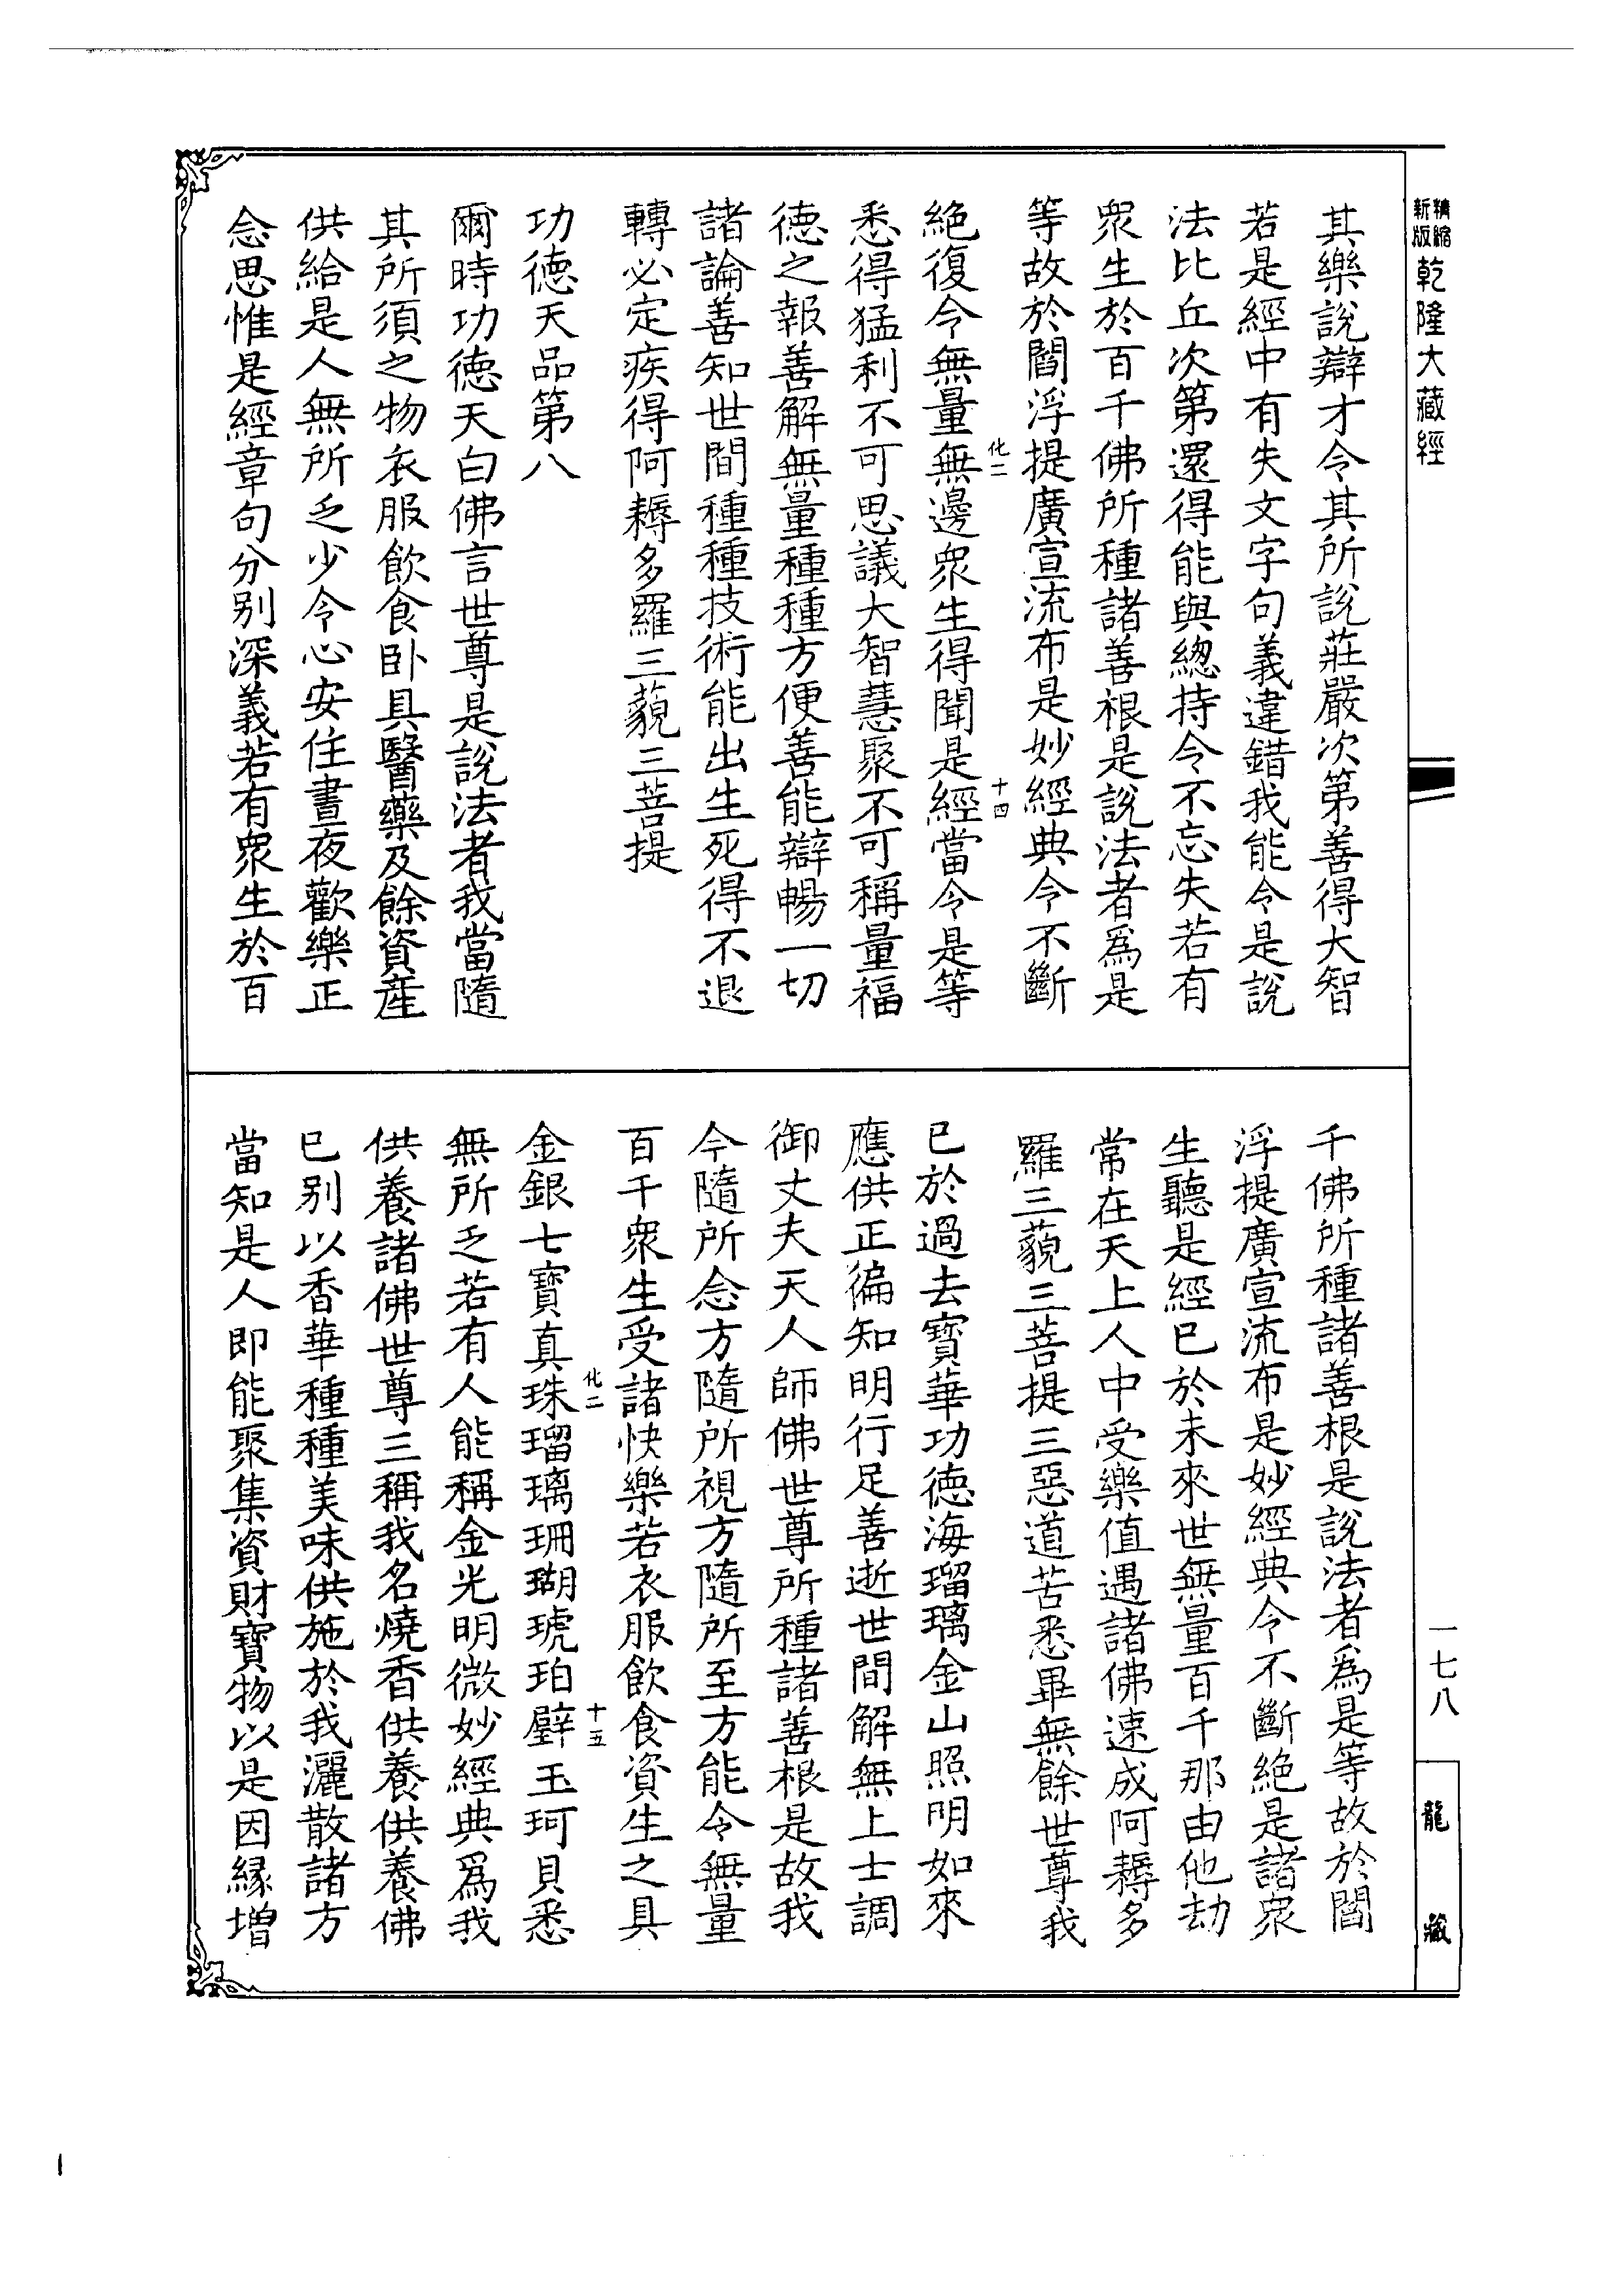 精縮
新版
乾隆大藏經
一七八
龍藏
其樂說辯才令其所說莊嚴次第善得大智
若是經中有失文字句義違錯我能令是說
法比丘次第還得能與總持令不忘失若有
衆生於百千佛所種諸善根是說法者爲是
等故於閻浮提廣宣流布是妙經典令不斷
化二
十四
絕復令無量無邊衆生得聞是經當令是等
悉得猛利不可思議大智慧聚不可稱量福
德之報善解無量種種方便善能辯暢一切
諸論善知世間種種技術能出生死得不退
轉必定疾得阿耨多羅三藐三菩提
功德天品第八
爾時功德天白佛言世尊是說法者我當隨
其所須之物衣服飲食卧具醫藥及餘資產
供給是人無所乏少令心安住晝夜歡樂正
念思惟是經章句分别深義若有衆生於百
千佛所種諸善根是說法者為是等故於閻
浮提廣宣流布是妙經典令不斷絕是諸衆
生聽是經已於未來世無量百千那由他劫
常在天上人中受樂值遇諸佛速成阿耨多
羅三藐三菩提三惡道苦悉畢無餘世尊我
已於過去寶華功德海瑠璃金山照明如來
應供正徧知明行足善逝世間解無上士調
御丈夫天人師佛世尊所種諸善根是故我
今隨所念方隨所視方隨所至方能令無量
百千衆生受諸快樂若衣服飲食資生之具
化二
十五
金銀七寶真珠瑠璃珊瑚琥珀璧玉珂貝悉
無所乏若有人能稱金光明微妙經典爲我
供養諸佛世尊三稱我名燒香供養供養佛
已别以香華種種美味供施於我灑散諸方
當知是人即能聚集資財寶物以是因緣增